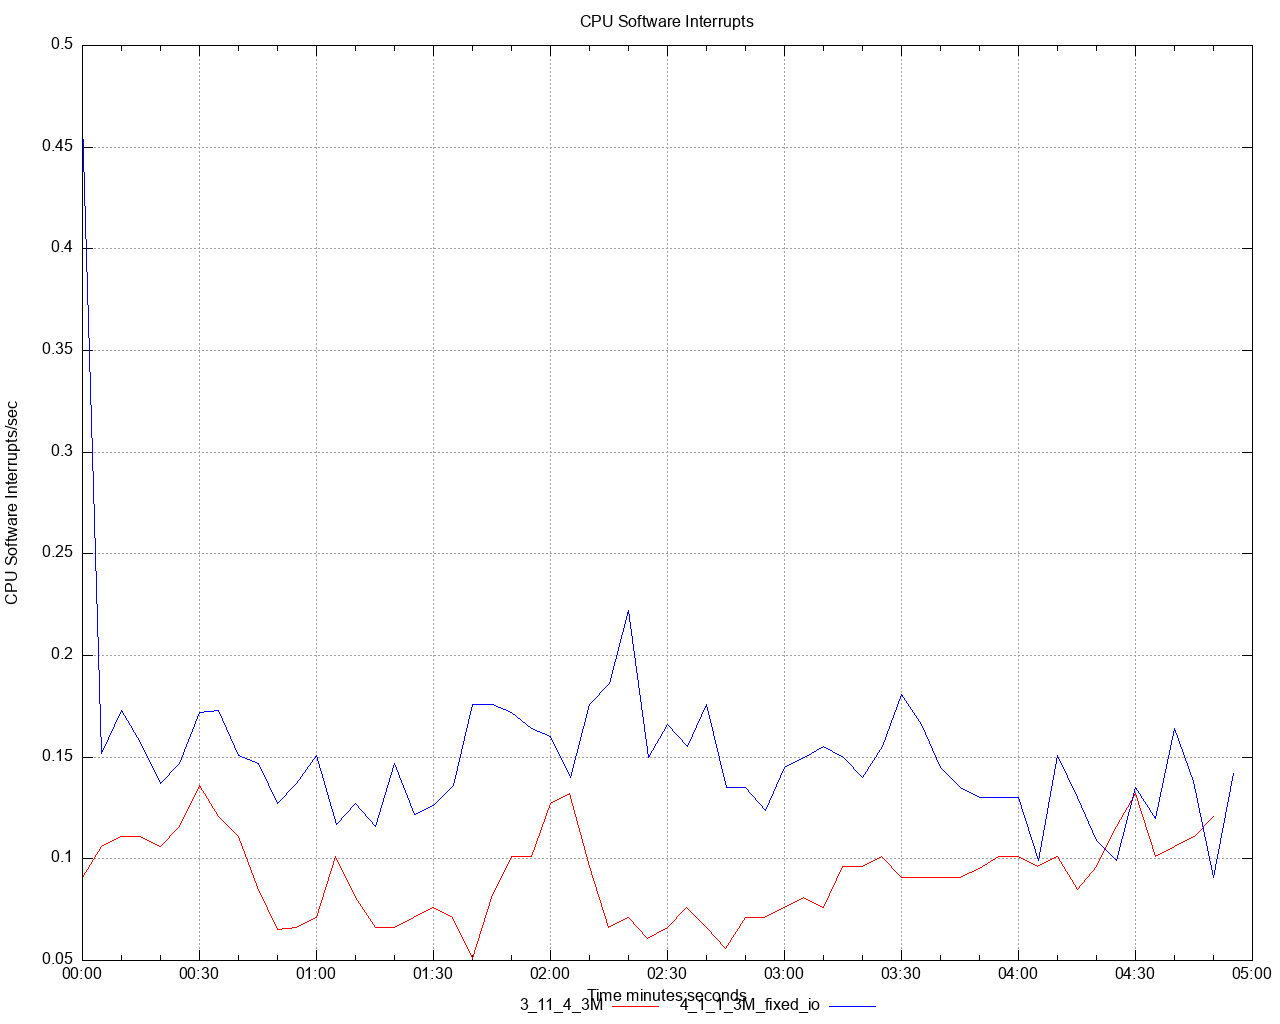 CPU Software Interrupts
0.5
0.45
0.4
0.35
0.3
0.25
0.2
0.15
0.1
0.05
CPU Software Interrupts/sec
00:00 00:30 01:00 01:30 02:00 02:30 03:00 03:30 04:00 04:30 05:00
Time minutes:seconds
3_11_4_3M 4_1_1_3M_fixed_io